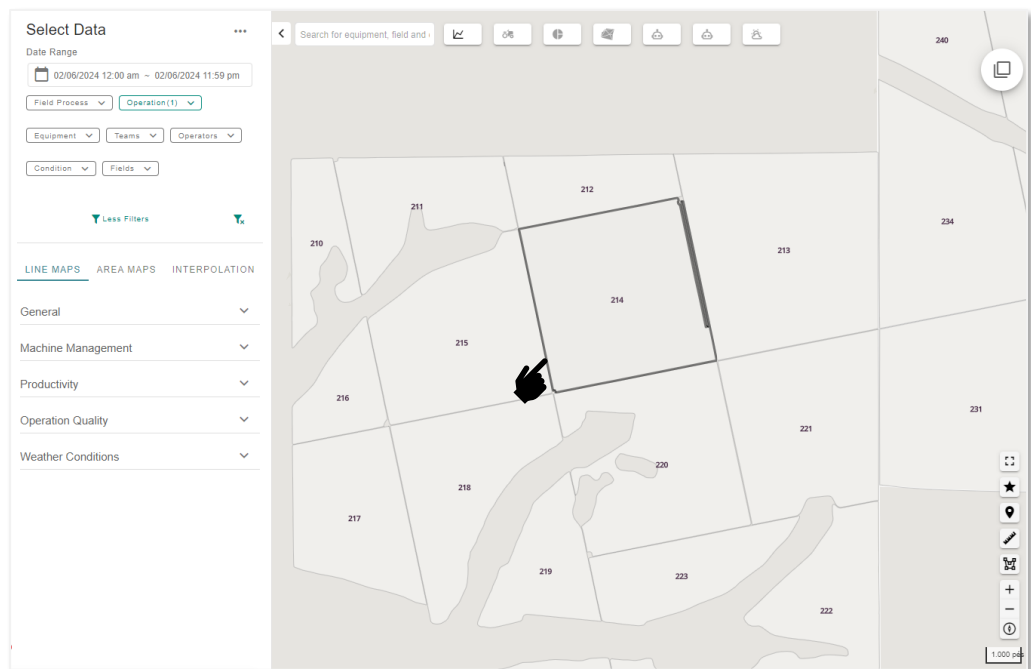 Select Data
Date Range
02/06/2024 12:00 am ~ 02/06/2024 11:59 pm
Field Process
Operation(1)
Equipment
Teams
Operators
Condition
Fields
Less Filters
LINE MAPS
AREA MAPS
INTERPOLATION
General
Machine Management
Productivity
Operation Quality
Weather Conditions
Search for equipment, field and
240
212
211
234
210
213
214
215
216
231
221
220
218
217
219
223
222
1.000 pés